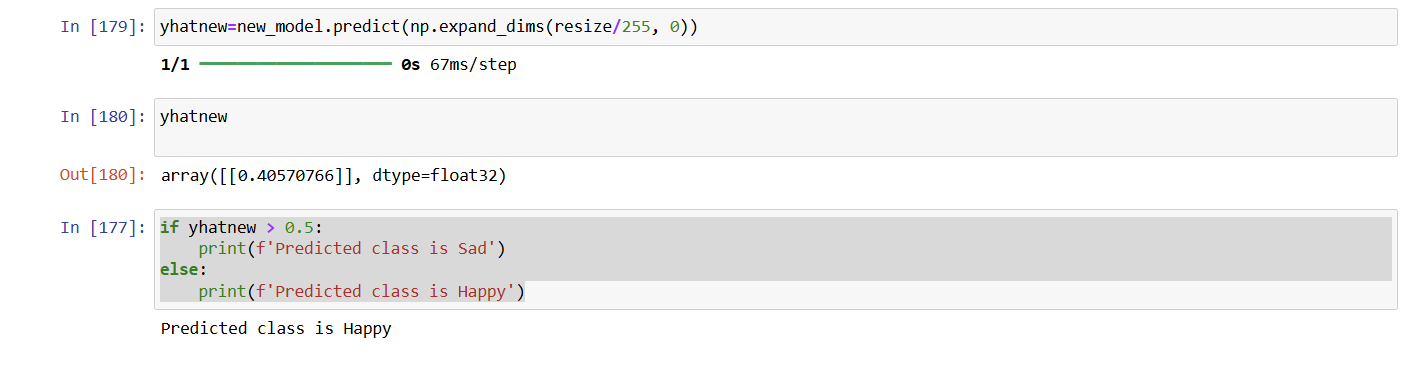 In [179]: yhatnew=new_model.predict(np.expand_dims(resize/255, 0))
1/1 ━━━━━━━━━━━━━━━━━━━━ 0s 67ms/step
In [180]: yhatnew
Out[180]: array([[0.40570766]], dtype=float32)
In [177]: if yhatnew > 0.5:
    print(f'Predicted class is Sad')
else:
    print(f'Predicted class is Happy')
Predicted class is Happy